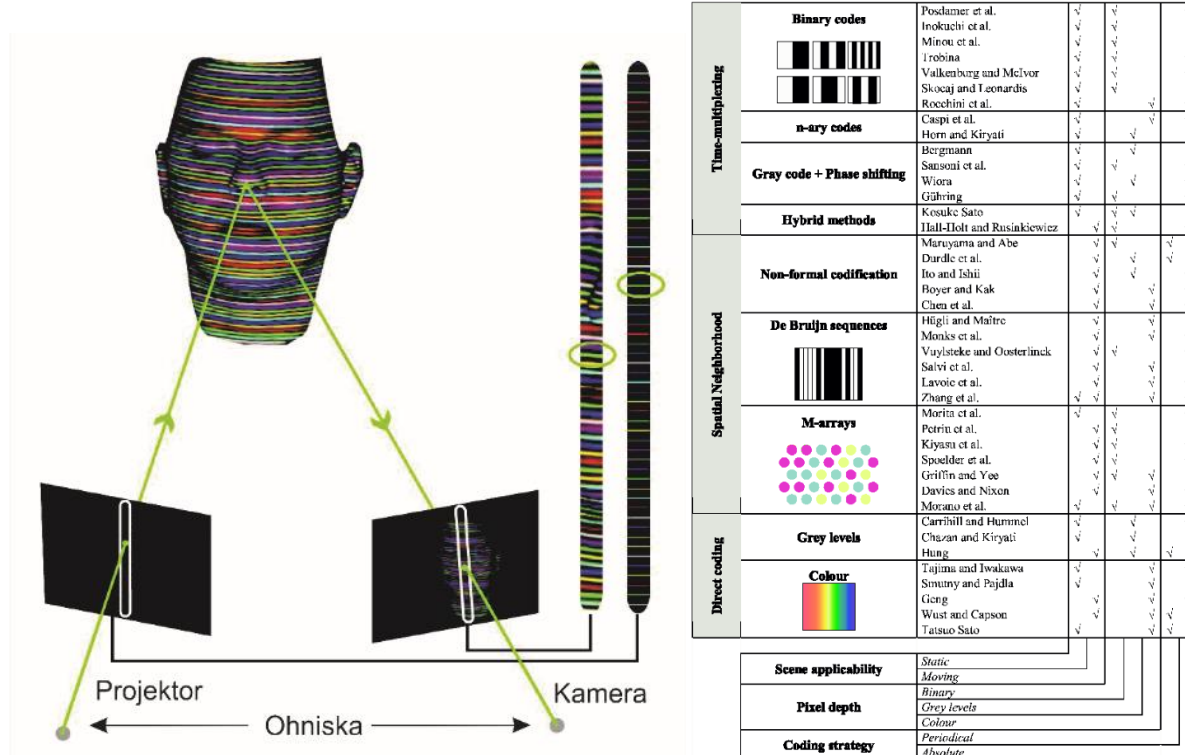 Projektor
Kamera
Ohniska
Time-multiplexing
Binary codes
Posdamer et al. √ √
Inokuchi et al. √ √
Minou et al. √ √
Trobina √ √
Valkenburg and McIvor √ √
Skocaj and Leonardis √ √
Rocchini et al. √ √
n-ary codes
Caspi et al. √ √
Horn and Kiryati √ √
Gray code + Phase shifting
Bergmann √ √
Sansoni et al. √ √
Wiora √ √
Gühring √ √
Hybrid methods
Kosuke Sato √ √ √
Hall-Holt and Rusinkiewicz √ √
Spatial Neighborhood
Non-formal codification
Maruyama and Abe √ √ √
Durdle et al. √ √ √
Ito and Ishii √ √
Boyer and Kak √ √
Chen et al. √ √
De Bruijn sequences
Hügli and Maître √ √
Monks et al. √ √
Vuylsteke and Oosterlinck √ √
Salvi et al. √ √
Lavoie et al. √ √
Zhang et al. √ √ √
M-arrays
Morita et al. √ √
Petriu et al. √ √
Kiyasu et al. √ √
Spoelder et al. √ √
Griffin and Yee √ √ √
Davies and Nixon √ √
Morano et al. √ √ √
Direct coding
Grey levels
Carrihill and Hummel √ √
Chazan and Kiryati √ √
Hung √ √ √
Colour
Tajima and Iwakawa √ √
Smutny and Pajdla √ √
Geng √ √
Wust and Capson √ √ √
Tatsuo Sato √ √ √
Scene applicability
Static
Moving
Pixel depth
Binary
Grey levels
Colour
Coding strategy
Periodical
Absolute